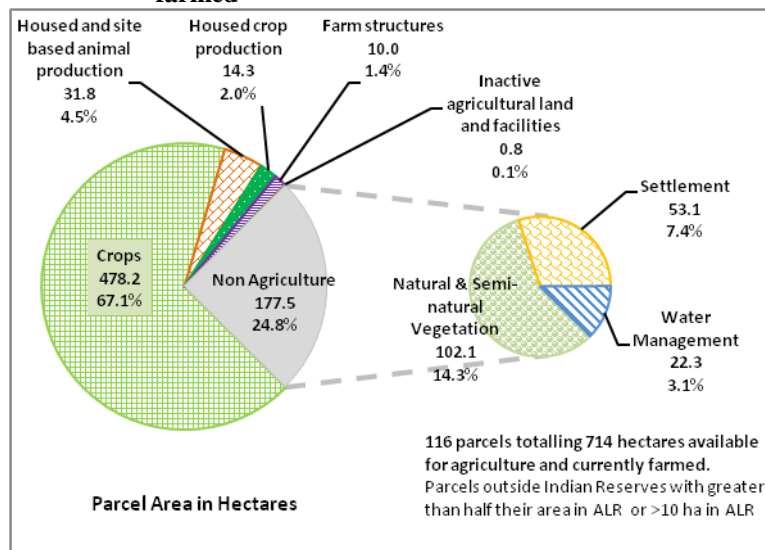 farmed
Housed and site
based animal
production
31.8
4.5%
Housed crop
production
14.3
2.0%
Farm structures
10.0
1.4%
Inactive
agricultural land
and facilities
0.8
0.1%
Crops
478.2
67.1%
Non Agriculture
177.5
24.8%
Natural & Semi-
natural
Vegetation
102.1
14.3%
Settlement
53.1
7.4%
Water
Management
22.3
3.1%
116 parcels totalling 714 hectares available
for agriculture and currently farmed.
Parcels outside Indian Reserves with greater
than half their area in ALR or >10 ha in ALR
Parcel Area in Hectares